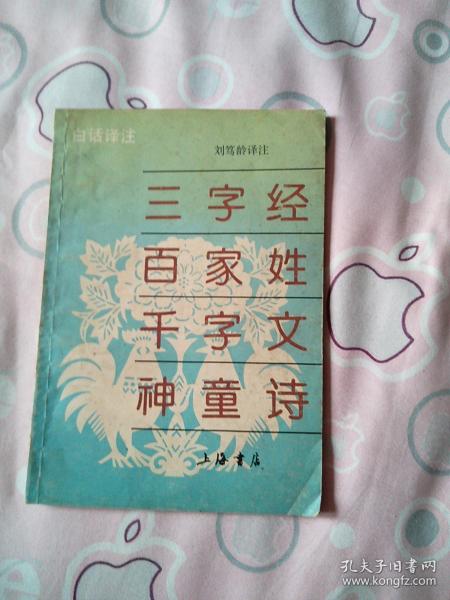 白话译注
刘笃龄译注
三字经
百家姓
千字文
神童诗
上海书店
孔夫子旧书网
www.kongfz.com